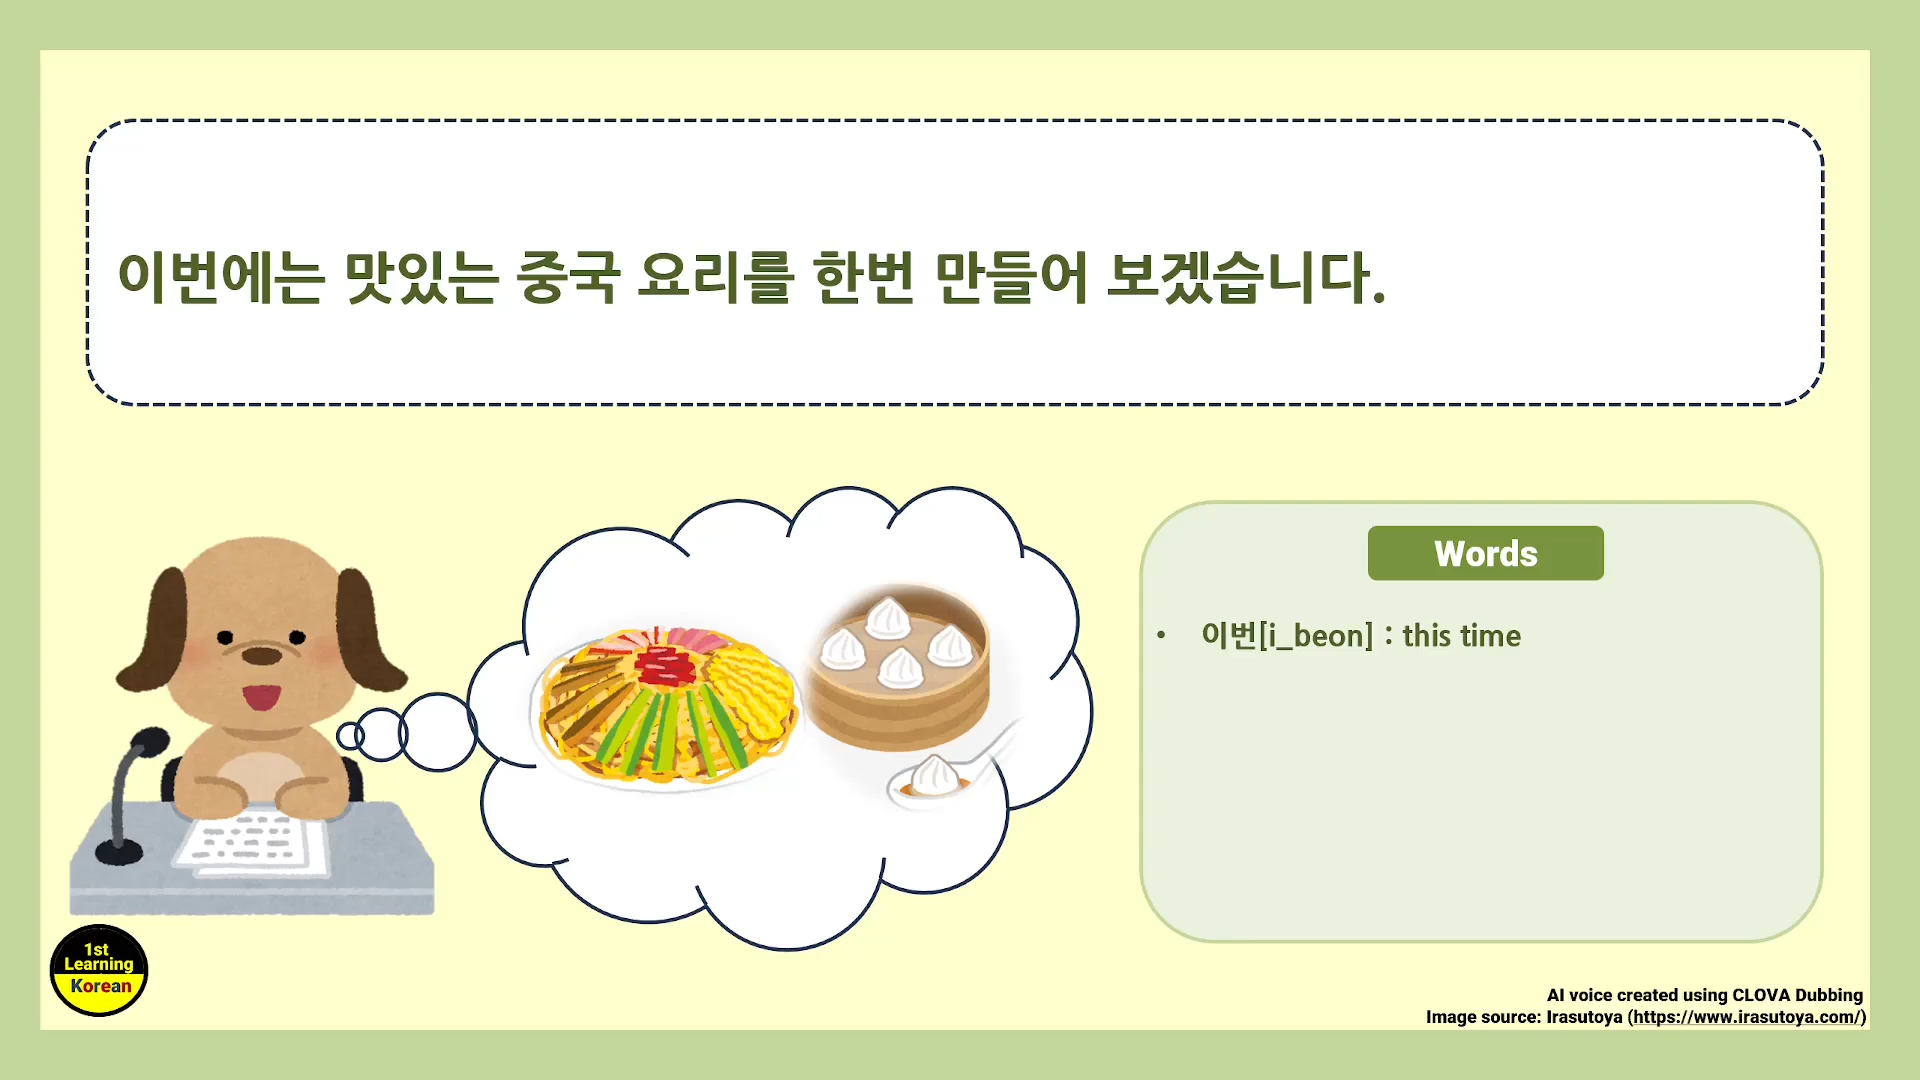 이번에는 맛있는 중국 요리를 한번 만들어 보겠습니다.
Words
• 이번[i_beon] : this time
1st
Learning
Korean
AI voice created using CLOVA Dubbing
Image source: Irasutoya (https://www.irasutoya.com/)